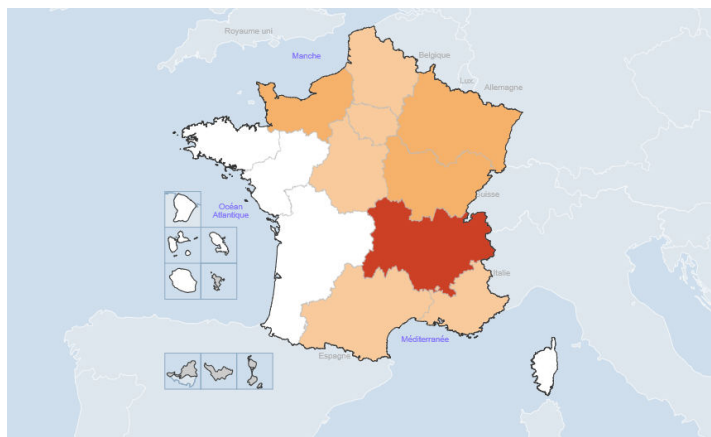 Royaume uni
Manche
Belgique
Lux.
Allemagne
Suisse
Océan
Atlantique
Italie
Méditerranée
Espagne